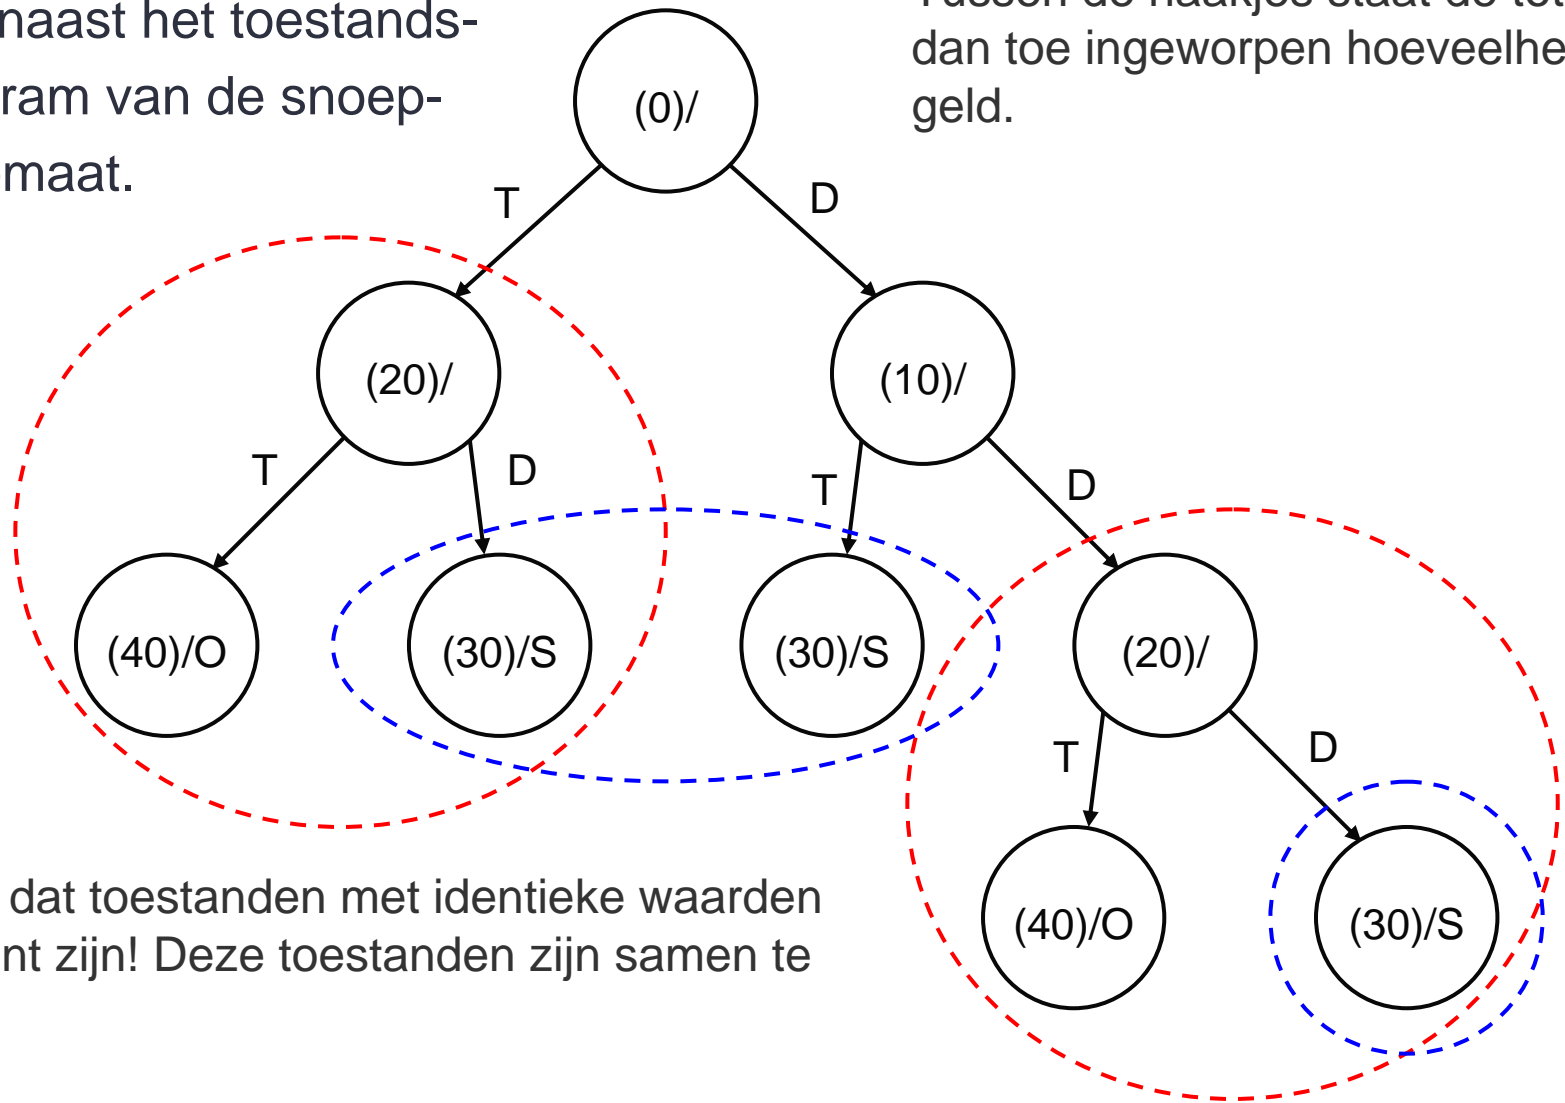 naast het toestands-
ram van de snoep-
maat.
dan toe ingeworpen hoeveelhe
geld.
(0)/
T
D
(20)/
(10)/
T
D
T
D
(40)/O
(30)/S
(30)/S
(20)/
T
D
(40)/O
(30)/S
dat toestanden met identieke waarden
nt zijn! Deze toestanden zijn samen te